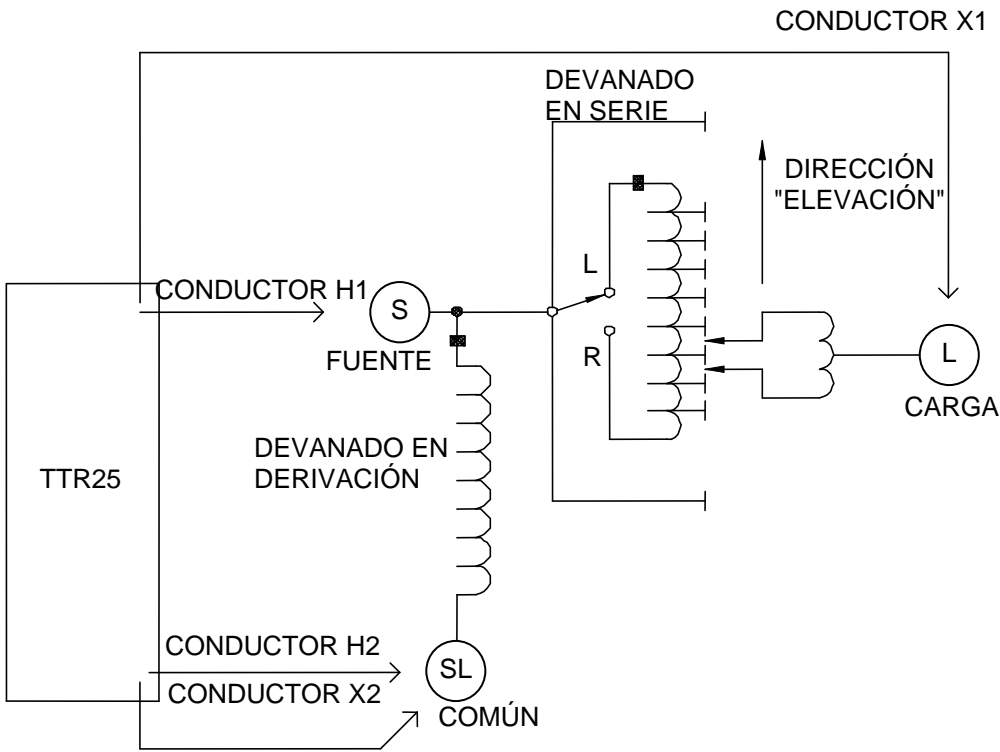 CONDUCTOR X1
DEVANADO
EN SERIE
DIRECCIÓN
"ELEVACIÓN"
L
CONDUCTOR H1
S
FUENTE
R
L
CARGA
DEVANADO EN
DERIVACIÓN
TTR25
CONDUCTOR H2
SL
CONDUCTOR X2
COMÚN